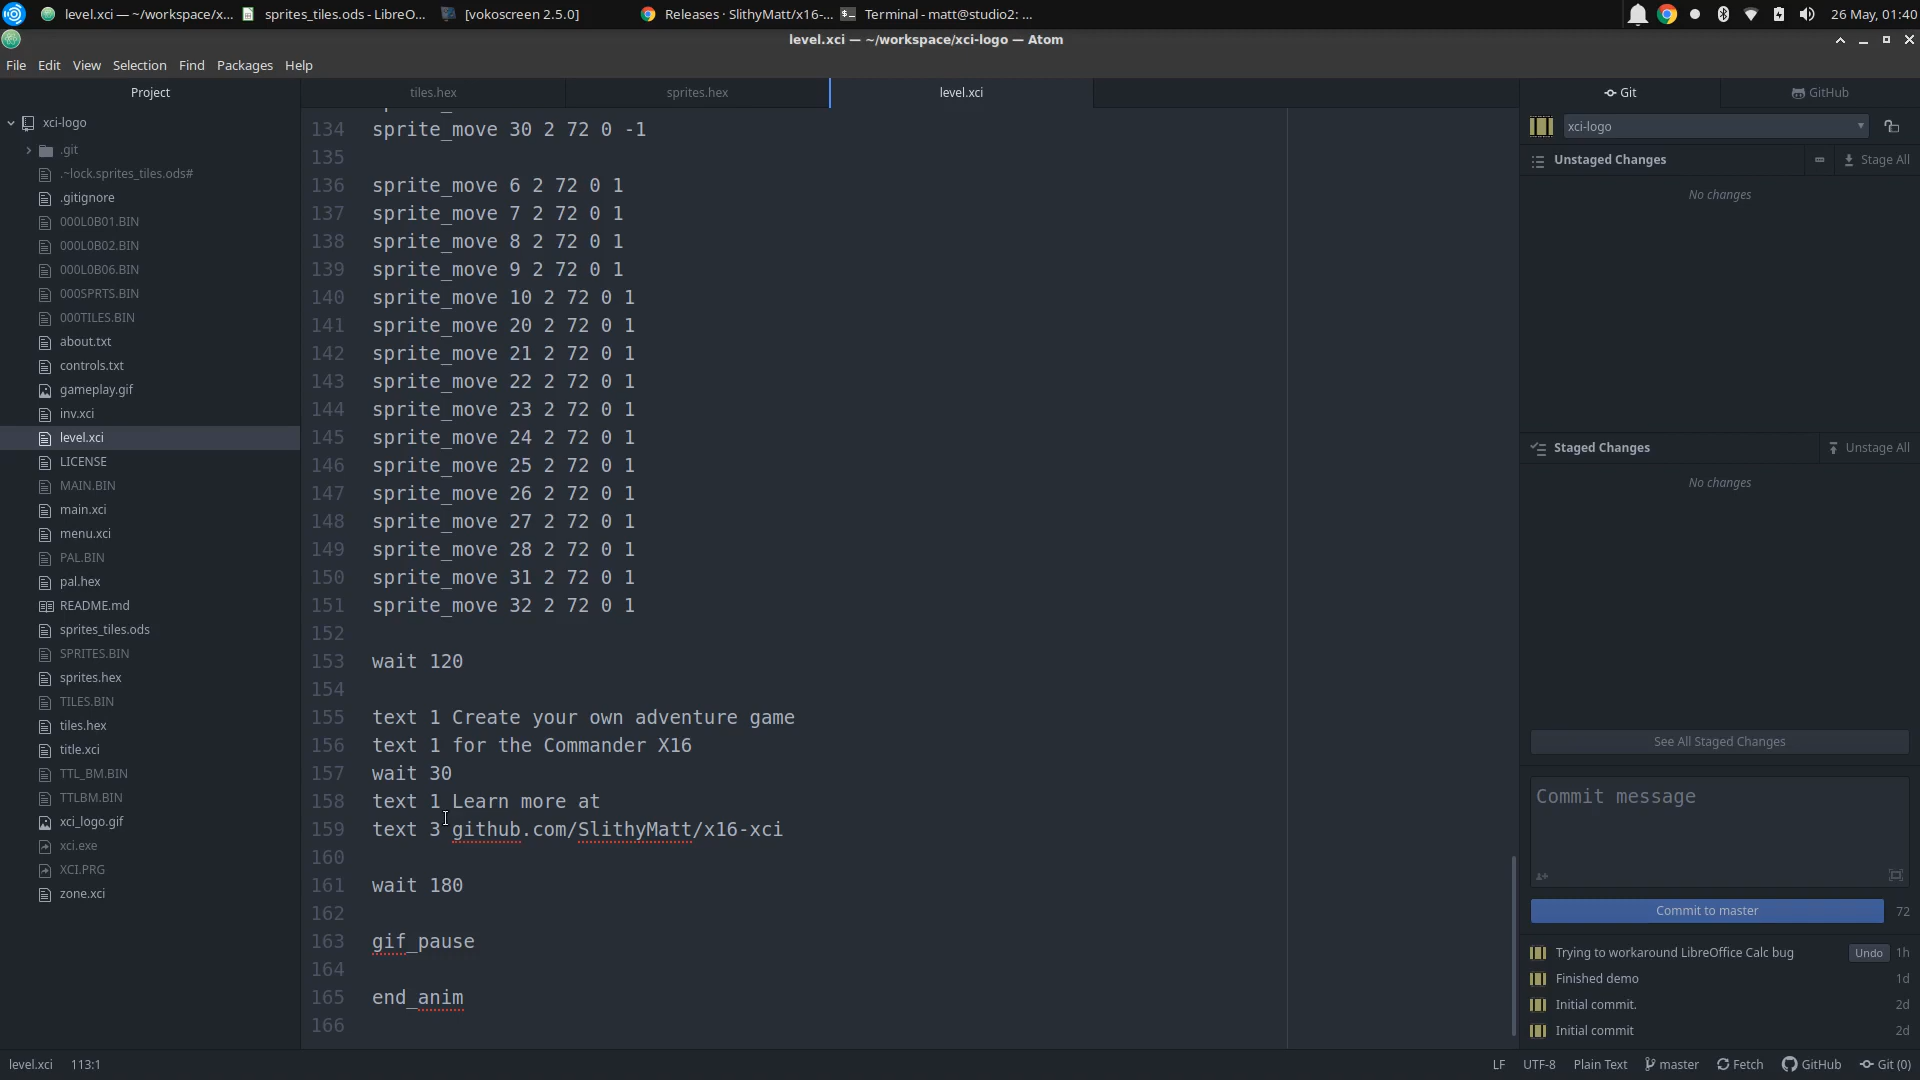 level.xci — ~/workspace/x...
sprites_tiles.ods - LibreO...
[vokoscreen 2.5.0]
Releases · SlithyMatt/x16-...
Terminal - matt@studio2: ...
26 May, 01:40
level.xci — ~/workspace/xci-logo — Atom
File Edit View Selection Find Packages Help
Project
xci-logo
.git
.~lock.sprites_tiles.ods#
.gitignore
000L0B01.BIN
000L0B02.BIN
000L0B06.BIN
000SPRTS.BIN
000TILES.BIN
about.txt
controls.txt
gameplay.gif
inv.xci
level.xci
LICENSE
MAIN.BIN
main.xci
menu.xci
PAL.BIN
pal.hex
README.md
sprites_tiles.ods
SPRITES.BIN
sprites.hex
TILES.BIN
tiles.hex
title.xci
TTL_BM.BIN
TTLBM.BIN
xci_logo.gif
xci.exe
XCI.PRG
zone.xci
tiles.hex
sprites.hex
level.xci
134 sprite_move 30 2 72 0 -1
135
136 sprite_move 6 2 72 0 1
137 sprite_move 7 2 72 0 1
138 sprite_move 8 2 72 0 1
139 sprite_move 9 2 72 0 1
140 sprite_move 10 2 72 0 1
141 sprite_move 20 2 72 0 1
142 sprite_move 21 2 72 0 1
143 sprite_move 22 2 72 0 1
144 sprite_move 23 2 72 0 1
145 sprite_move 24 2 72 0 1
146 sprite_move 25 2 72 0 1
147 sprite_move 26 2 72 0 1
148 sprite_move 27 2 72 0 1
149 sprite_move 28 2 72 0 1
150 sprite_move 31 2 72 0 1
151 sprite_move 32 2 72 0 1
152
153 wait 120
154
155 text 1 Create your own adventure game
156 text 1 for the Commander X16
157 wait 30
158 text 1 Learn more at
159 text 3 github.com/SlithyMatt/x16-xci
160
161 wait 180
162
163 gif_pause
164
165 end_anim
166
Git
GitHub
xci-logo
Unstaged Changes
Stage All
No changes
Staged Changes
Unstage All
No changes
See All Staged Changes
Commit message
Commit to master
72
Trying to workaround LibreOffice Calc bug Undo 1h
Finished demo 1d
Initial commit. 2d
Initial commit 2d
level.xci 113:1
LF UTF-8 Plain Text master Fetch GitHub Git (0)